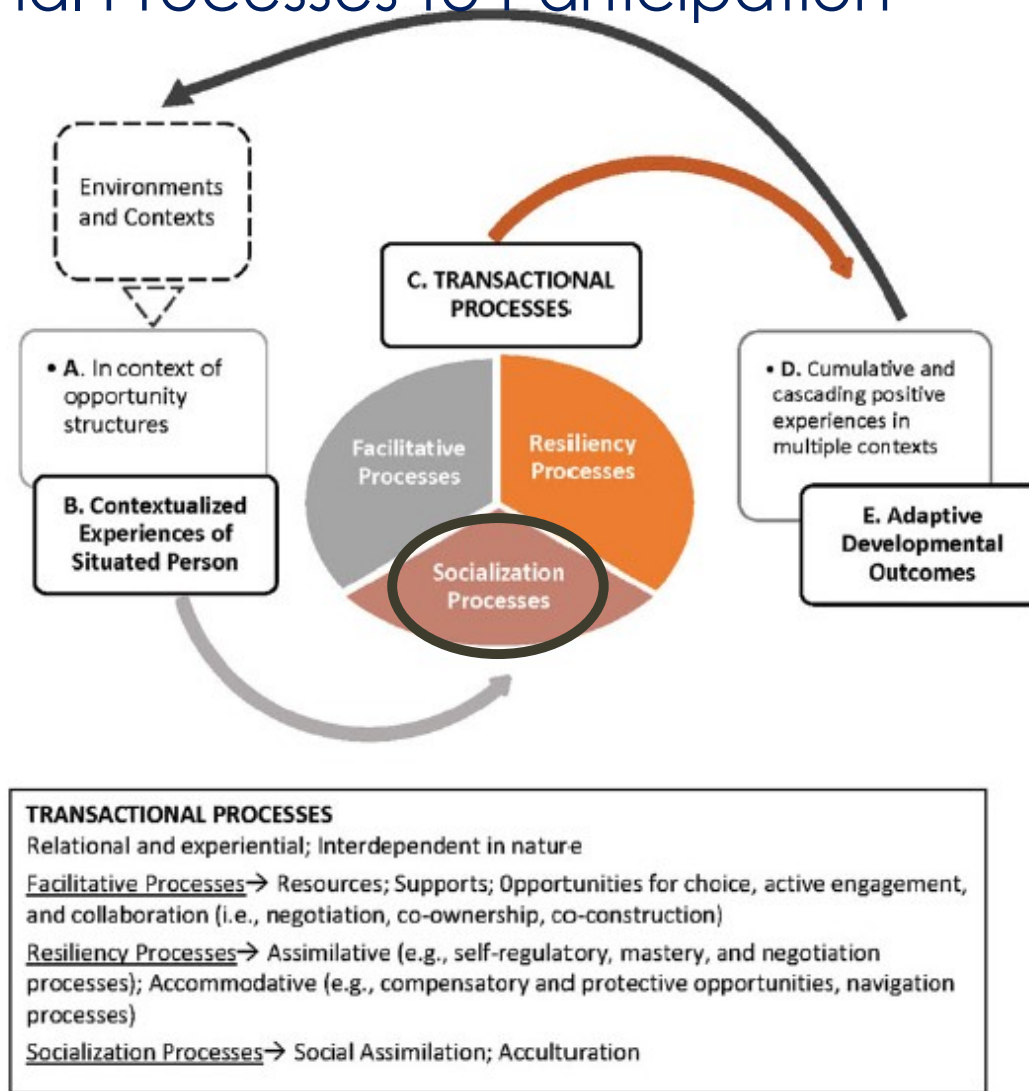 Processes to Participation
Environments
and Contexts
C. TRANSACTIONAL
PROCESSES
• A. In context of
opportunity
structures
• D. Cumulative and
cascading positive
experiences in
multiple contexts
Facilitative
Processes
Resiliency
Processes
B. Contextualized
Experiences of
Situated Person
E. Adaptive
Developmental
Outcomes
Socialization
Processes
TRANSACTIONAL PROCESSES
Relational and experiential; Interdependent in nature
Facilitative Processes→ Resources; Supports; Opportunities for choice, active engagement,
and collaboration (i.e., negotiation, co-ownership, co-construction)
Resiliency Processes→ Assimilative (e.g., self-regulatory, mastery, and negotiation
processes); Accommodative (e.g., compensatory and protective opportunities, navigation
processes)
Socialization Processes→ Social Assimilation; Acculturation